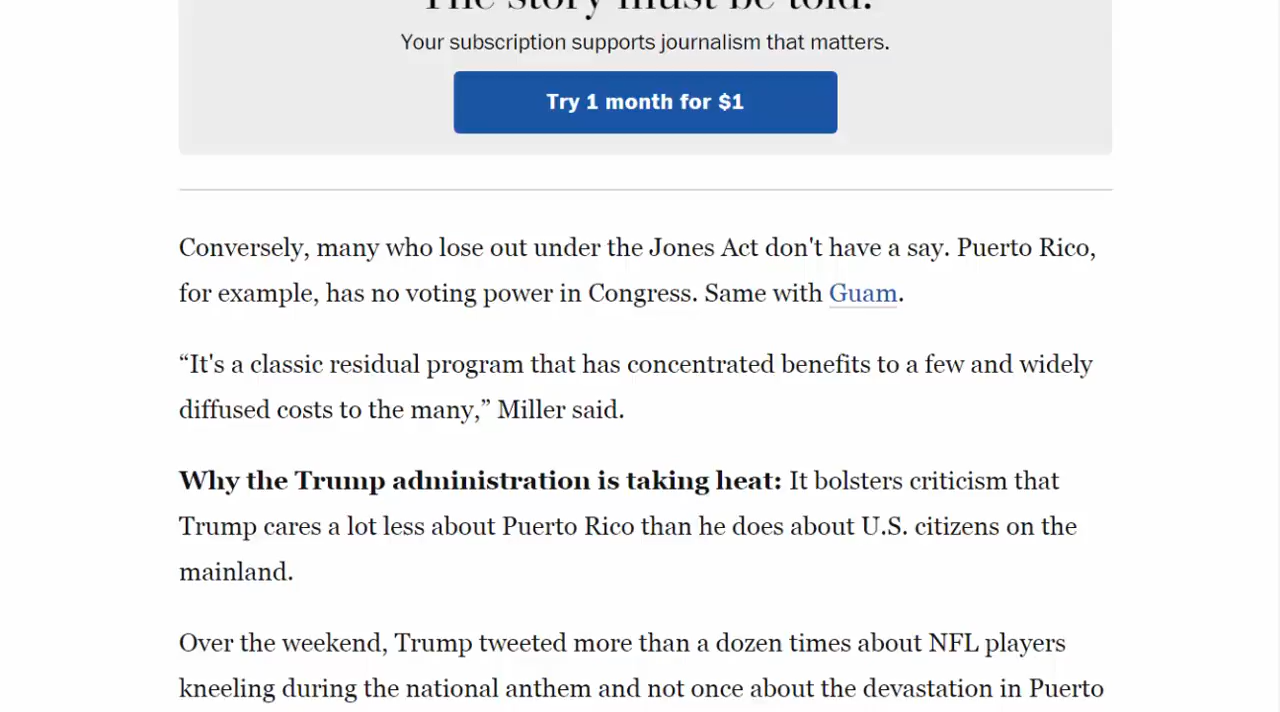 The story must be told.
Your subscription supports journalism that matters.
Try 1 month for $1
Conversely, many who lose out under the Jones Act don't have a say. Puerto Rico,
for example, has no voting power in Congress. Same with Guam.
“It's a classic residual program that has concentrated benefits to a few and widely
diffused costs to the many,” Miller said.
Why the Trump administration is taking heat: It bolsters criticism that
Trump cares a lot less about Puerto Rico than he does about U.S. citizens on the
mainland.
Over the weekend, Trump tweeted more than a dozen times about NFL players
kneeling during the national anthem and not once about the devastation in Puerto